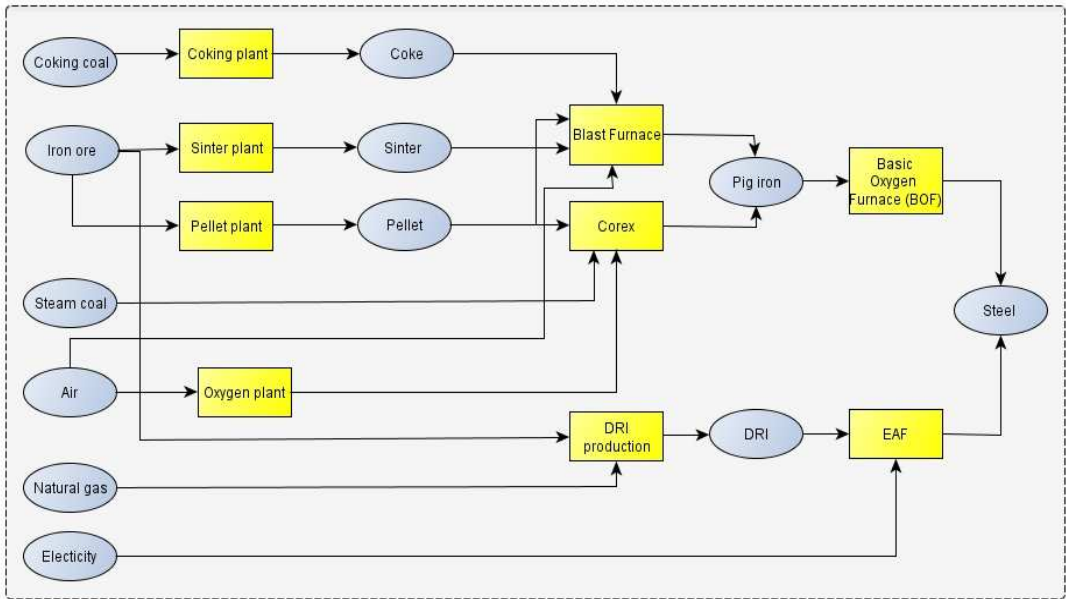 Coking coal
Coking plant
Coke
Iron ore
Sinter plant
Sinter
Blast Furnace
Pig iron
Basic
Oxygen
Furnace (BOF)
Pellet plant
Pellet
Corex
Steam coal
Steel
Air
Oxygen plant
DRI
production
DRI
EAF
Natural gas
Electicity